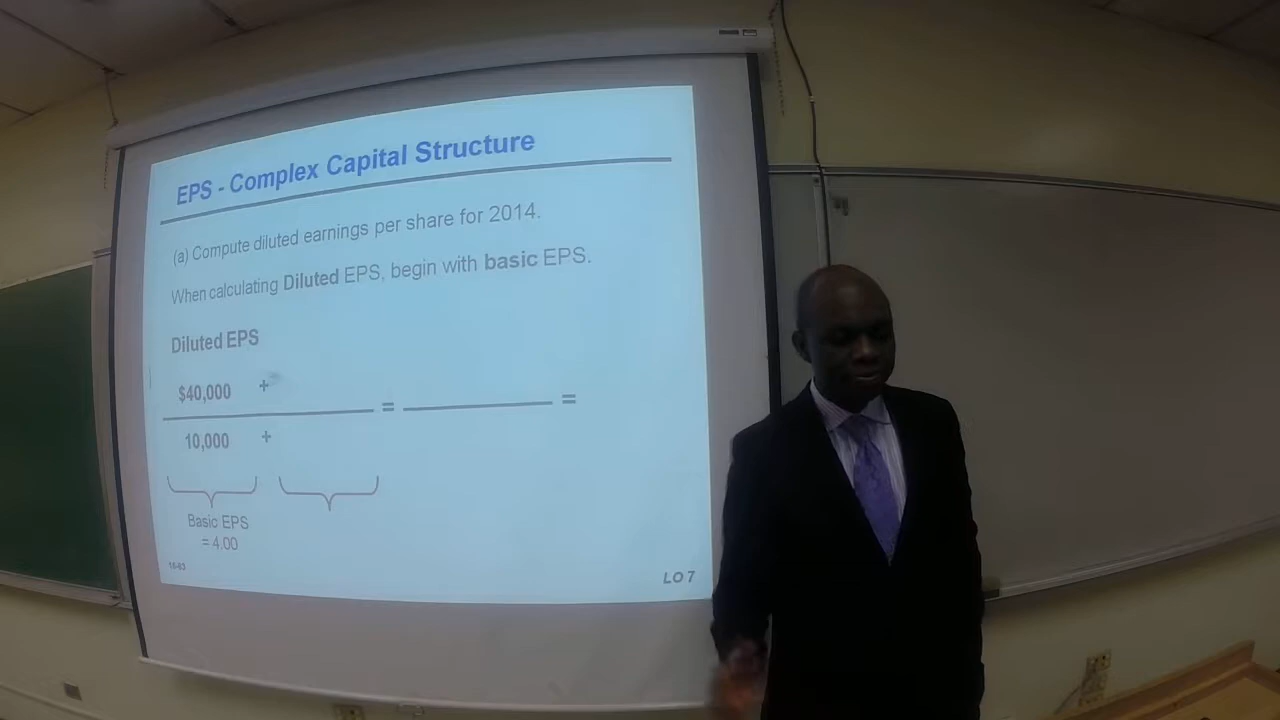 EPS - Complex Capital Structure
(a) Compute diluted earnings per share for 2014.
When calculating Diluted EPS, begin with basic EPS.
Diluted EPS
$40,000 +
= =
10,000 +
Basic EPS
= 4.00
LO 7